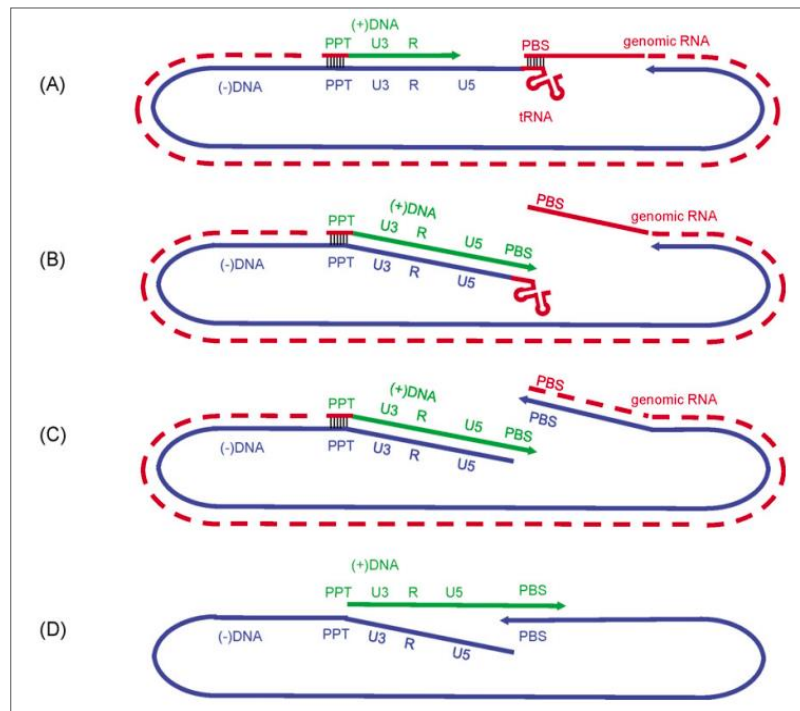 (+)DNA
PPT U3 R PBS genomic RNA
(A)
(-)DNA PPT U3 R U5
tRNA
PBS
(+)DNA
PPT U3 R U5 PBS genomic RNA
(B)
(-)DNA PPT U3 R U5
PBS
(+)DNA
PPT U3 R U5 PBS genomic RNA
PBS
(C)
(-)DNA PPT U3 R U5
(+)DNA
PPT U3 R U5 PBS
(D)
(-)DNA PPT U3 R U5 PBS